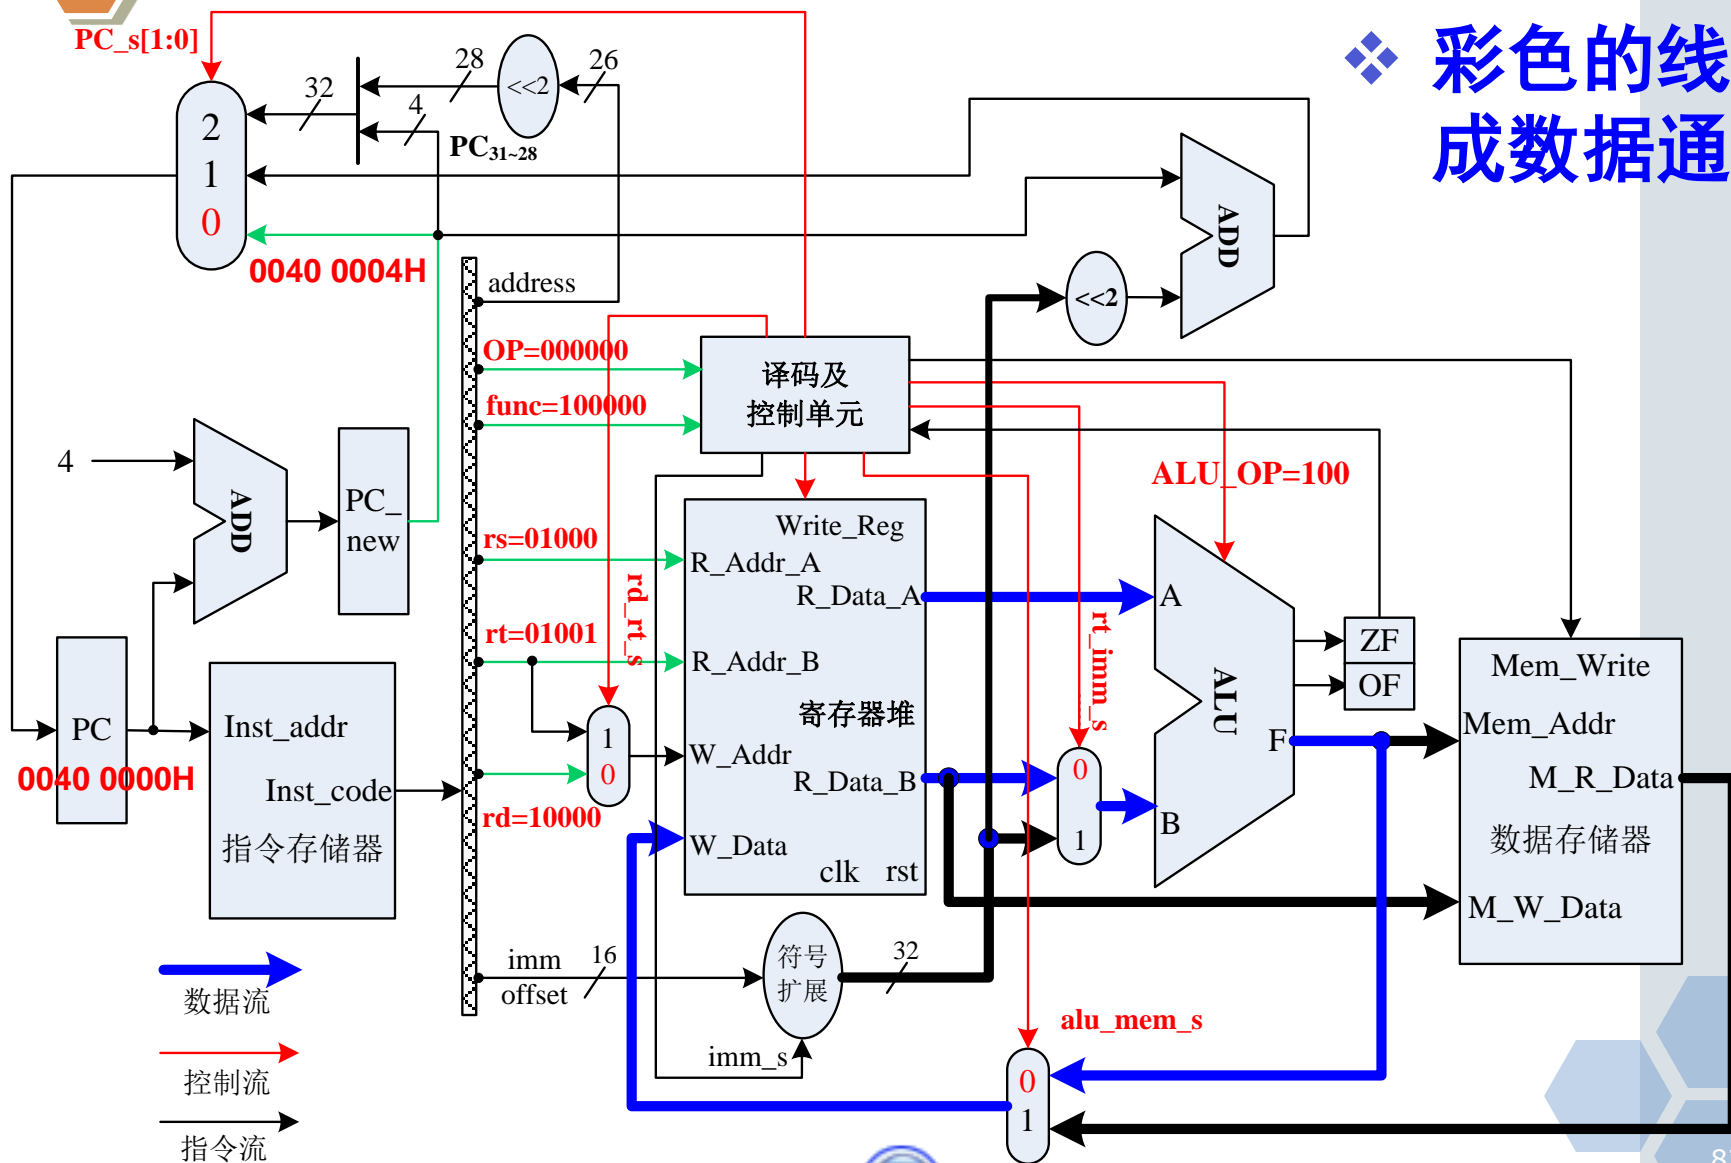 PC_s[1:0]
❖ 彩色的线
成数据通
28
26
<<2
32
4
PC31~28
2
1
0
0040 0004H
ADD
<<2
address
OP=000000
func=100000
译码及
控制单元
4
ADD
PC_
new
ALU_OP=100
Write_Reg
rs=01000
R_Addr_A
R_Data_A
rd_rt_s
rt_imm_s
A
rt=01001
R_Addr_B
ZF
OF
Mem_Write
寄存器堆
ALU
PC
Inst_addr
1
0
W_Addr
F
Mem_Addr
0040 0000H
Inst_code
R_Data_B
0
1
M_R_Data
rd=10000
B
指令存储器
W_Data
数据存储器
clk
rst
M_W_Data
imm
offset
16
符号
扩展
32
数据流
alu_mem_s
imm_s
控制流
0
1
指令流
8